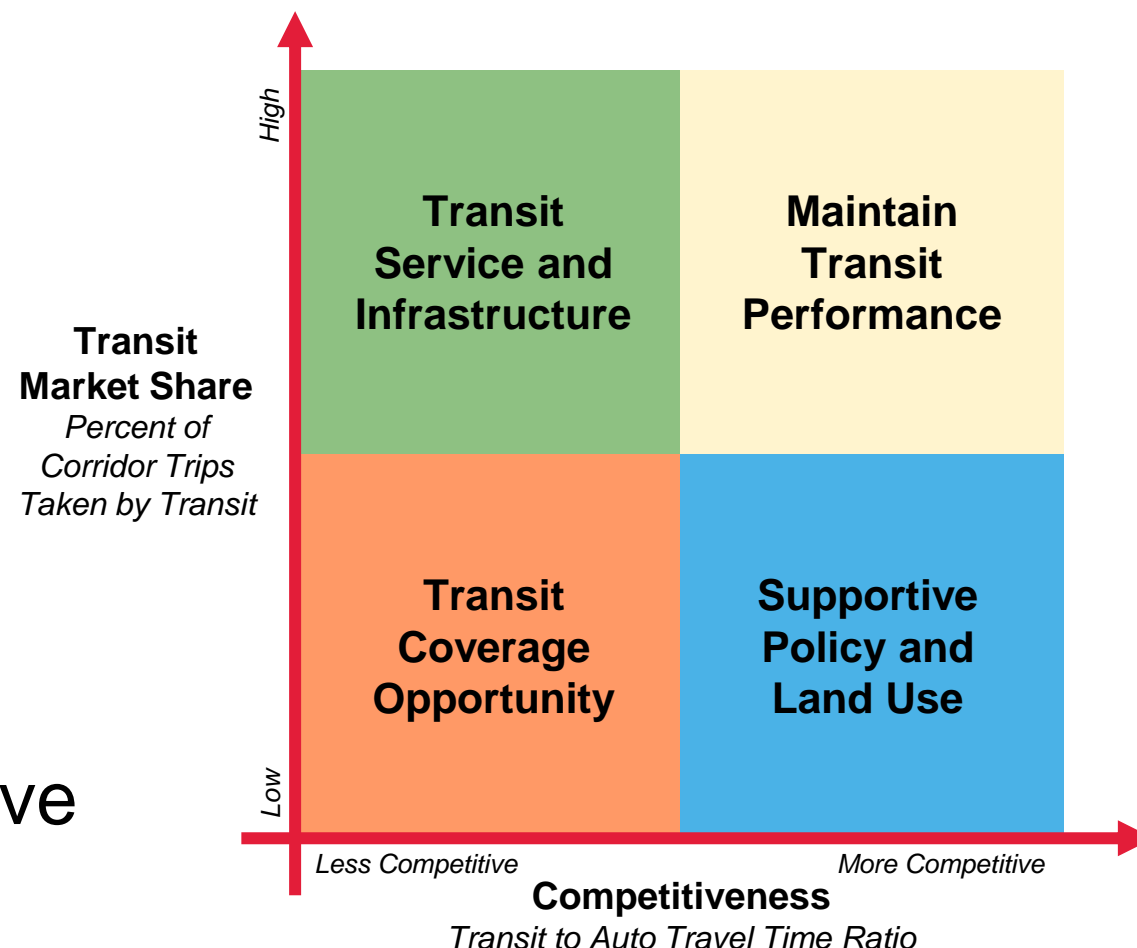 High
Transit
Service and
Infrastructure
Maintain
Transit
Performance
Transit
Market Share
Percent of
Corridor Trips
Taken by Transit
Transit
Coverage
Opportunity
Supportive
Policy and
Land Use
Low
ve
Less Competitive
More Competitive
Competitiveness
Transit to Auto Travel Time Ratio